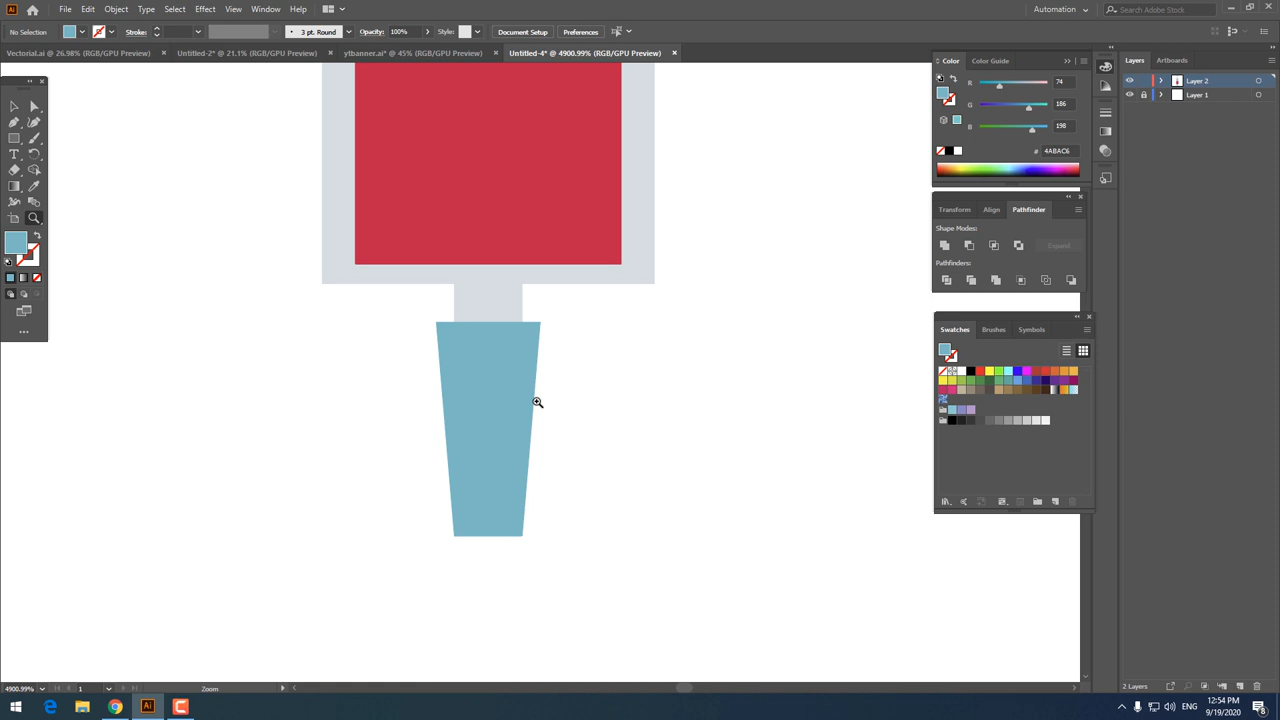 Ai File Edit Object Type Select Effect View Window Help Automation Search Adobe Stock
No Selection Stroke: 3 pt. Round Opacity: 100% Style: Document Setup Preferences
Vectorial.ai @ 26.98% (RGB/GPU Preview) × Untitled-2* @ 21.1% (RGB/GPU Preview) × ytbanner.ai* @ 45% (RGB/GPU Preview) × Untitled-4* @ 4900.99% (RGB/GPU Preview) ×
Color Color Guide
R 74
G 186
B 198
# 4ABAC6
Layers Artboards
Layer 2
Layer 1
Transform Align Pathfinder
Shape Modes:
Expand
Pathfinders:
Swatches Brushes Symbols
4900.99% 1 Zoom
2 Layers
Ai ENG 12:54 PM
9/19/2020